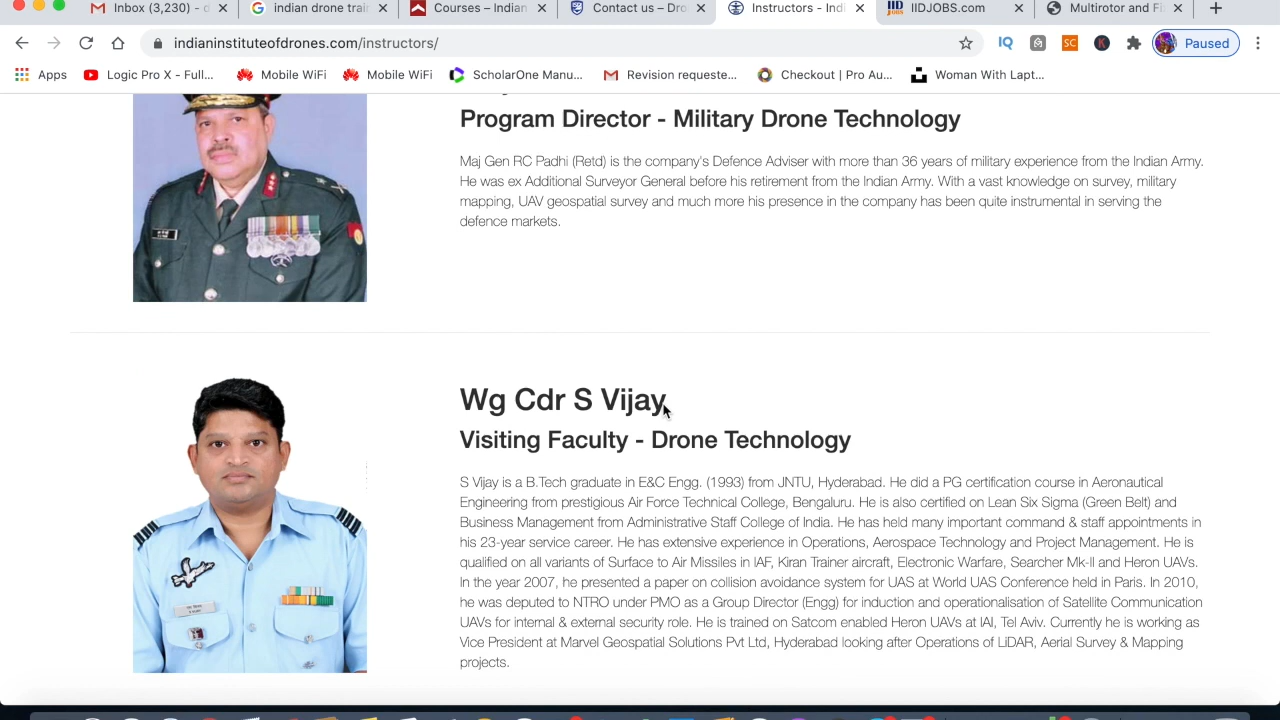 Inbox (3,230) - d
indian drone trai
Courses – Indian
Contact us – Dro
Instructors - Indi
IID JOBS
IIDJOBS.com
Multirotor and Fi
indianinstituteofdrones.com/instructors/
IQ
SC
K
Paused
Apps
Logic Pro X - Full...
Mobile WiFi
Mobile WiFi
ScholarOne Manu...
Revision requeste...
Checkout | Pro Au...
Woman With Lapt...
Program Director - Military Drone Technology
Maj Gen RC Padhi (Retd) is the company's Defence Adviser with more than 36 years of military experience from the Indian Army.
He was ex Additional Surveyor General before his retirement from the Indian Army. With a vast knowledge on survey, military
mapping, UAV geospatial survey and much more his presence in the company has been quite instrumental in serving the
defence markets.
Wg Cdr S Vijay
Visiting Faculty - Drone Technology
S Vijay is a B.Tech graduate in E&C Engg. (1993) from JNTU, Hyderabad. He did a PG certification course in Aeronautical
Engineering from prestigious Air Force Technical College, Bengaluru. He is also certified on Lean Six Sigma (Green Belt) and
Business Management from Administrative Staff College of India. He has held many important command & staff appointments in
his 23-year service career. He has extensive experience in Operations, Aerospace Technology and Project Management. He is
qualified on all variants of Surface to Air Missiles in IAF, Kiran Trainer aircraft, Electronic Warfare, Searcher Mk-II and Heron UAVs.
In the year 2007, he presented a paper on collision avoidance system for UAS at World UAS Conference held in Paris. In 2010,
he was deputed to NTRO under PMO as a Group Director (Engg) for induction and operationalisation of Satellite Communication
UAVs for internal & external security role. He is trained on Satcom enabled Heron UAVs at IAI, Tel Aviv. Currently he is working as
Vice President at Marvel Geospatial Solutions Pvt Ltd, Hyderabad looking after Operations of LiDAR, Aerial Survey & Mapping
projects.